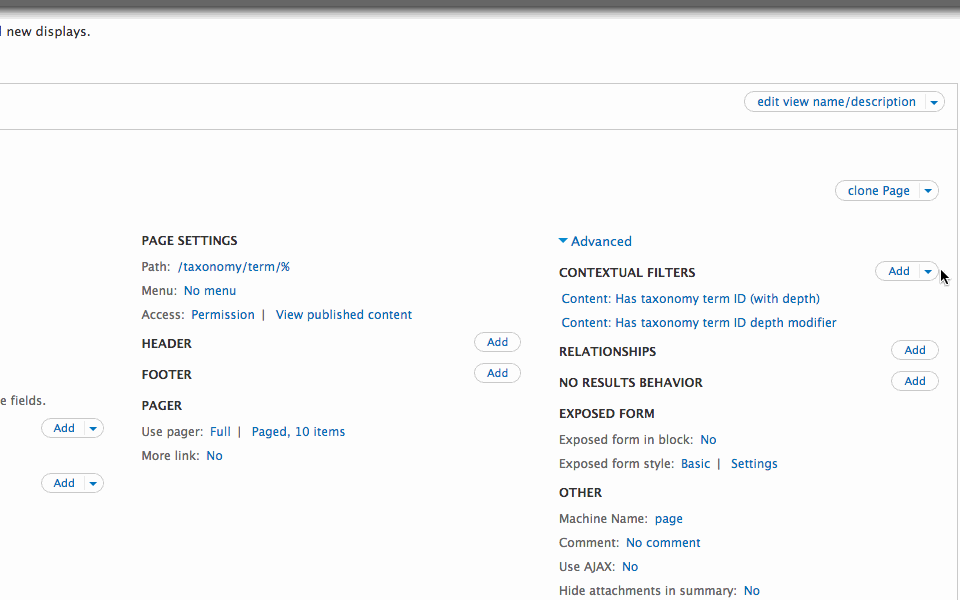 new displays.
edit view name/description
clone Page
e fields.
Add
Add
PAGE SETTINGS
Path: /taxonomy/term/%
Menu: No menu
Access: Permission | View published content
HEADER Add
FOOTER Add
PAGER
Use pager: Full | Paged, 10 items
More link: No
Advanced
CONTEXTUAL FILTERS Add
Content: Has taxonomy term ID (with depth)
Content: Has taxonomy term ID depth modifier
RELATIONSHIPS Add
NO RESULTS BEHAVIOR Add
EXPOSED FORM
Exposed form in block: No
Exposed form style: Basic | Settings
OTHER
Machine Name: page
Comment: No comment
Use AJAX: No
Hide attachments in summary: No